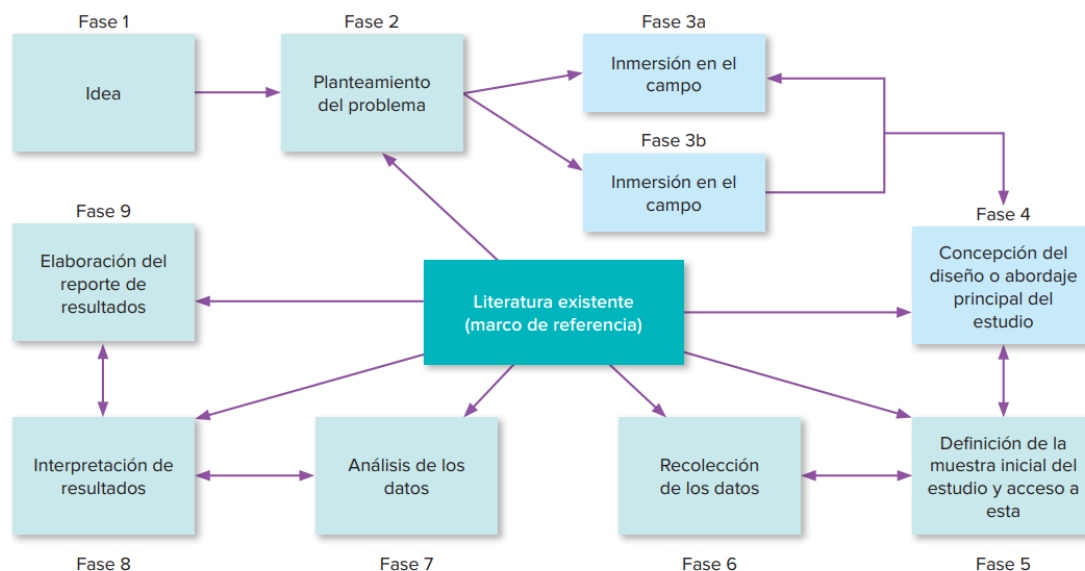 Fase 1
Idea
Fase 2
Planteamiento
del problema
Fase 3a
Inmersión en el
campo
Fase 3b
Inmersión en el
campo
Fase 4
Concepción del
diseño o abordaje
principal del
estudio
Fase 9
Elaboración del
reporte de
resultados
Literatura existente
(marco de referencia)
Interpretación de
resultados
Fase 8
Análisis de los
datos
Fase 7
Recolección
de los datos
Fase 6
Definición de la
muestra inicial del
estudio y acceso a
esta
Fase 5